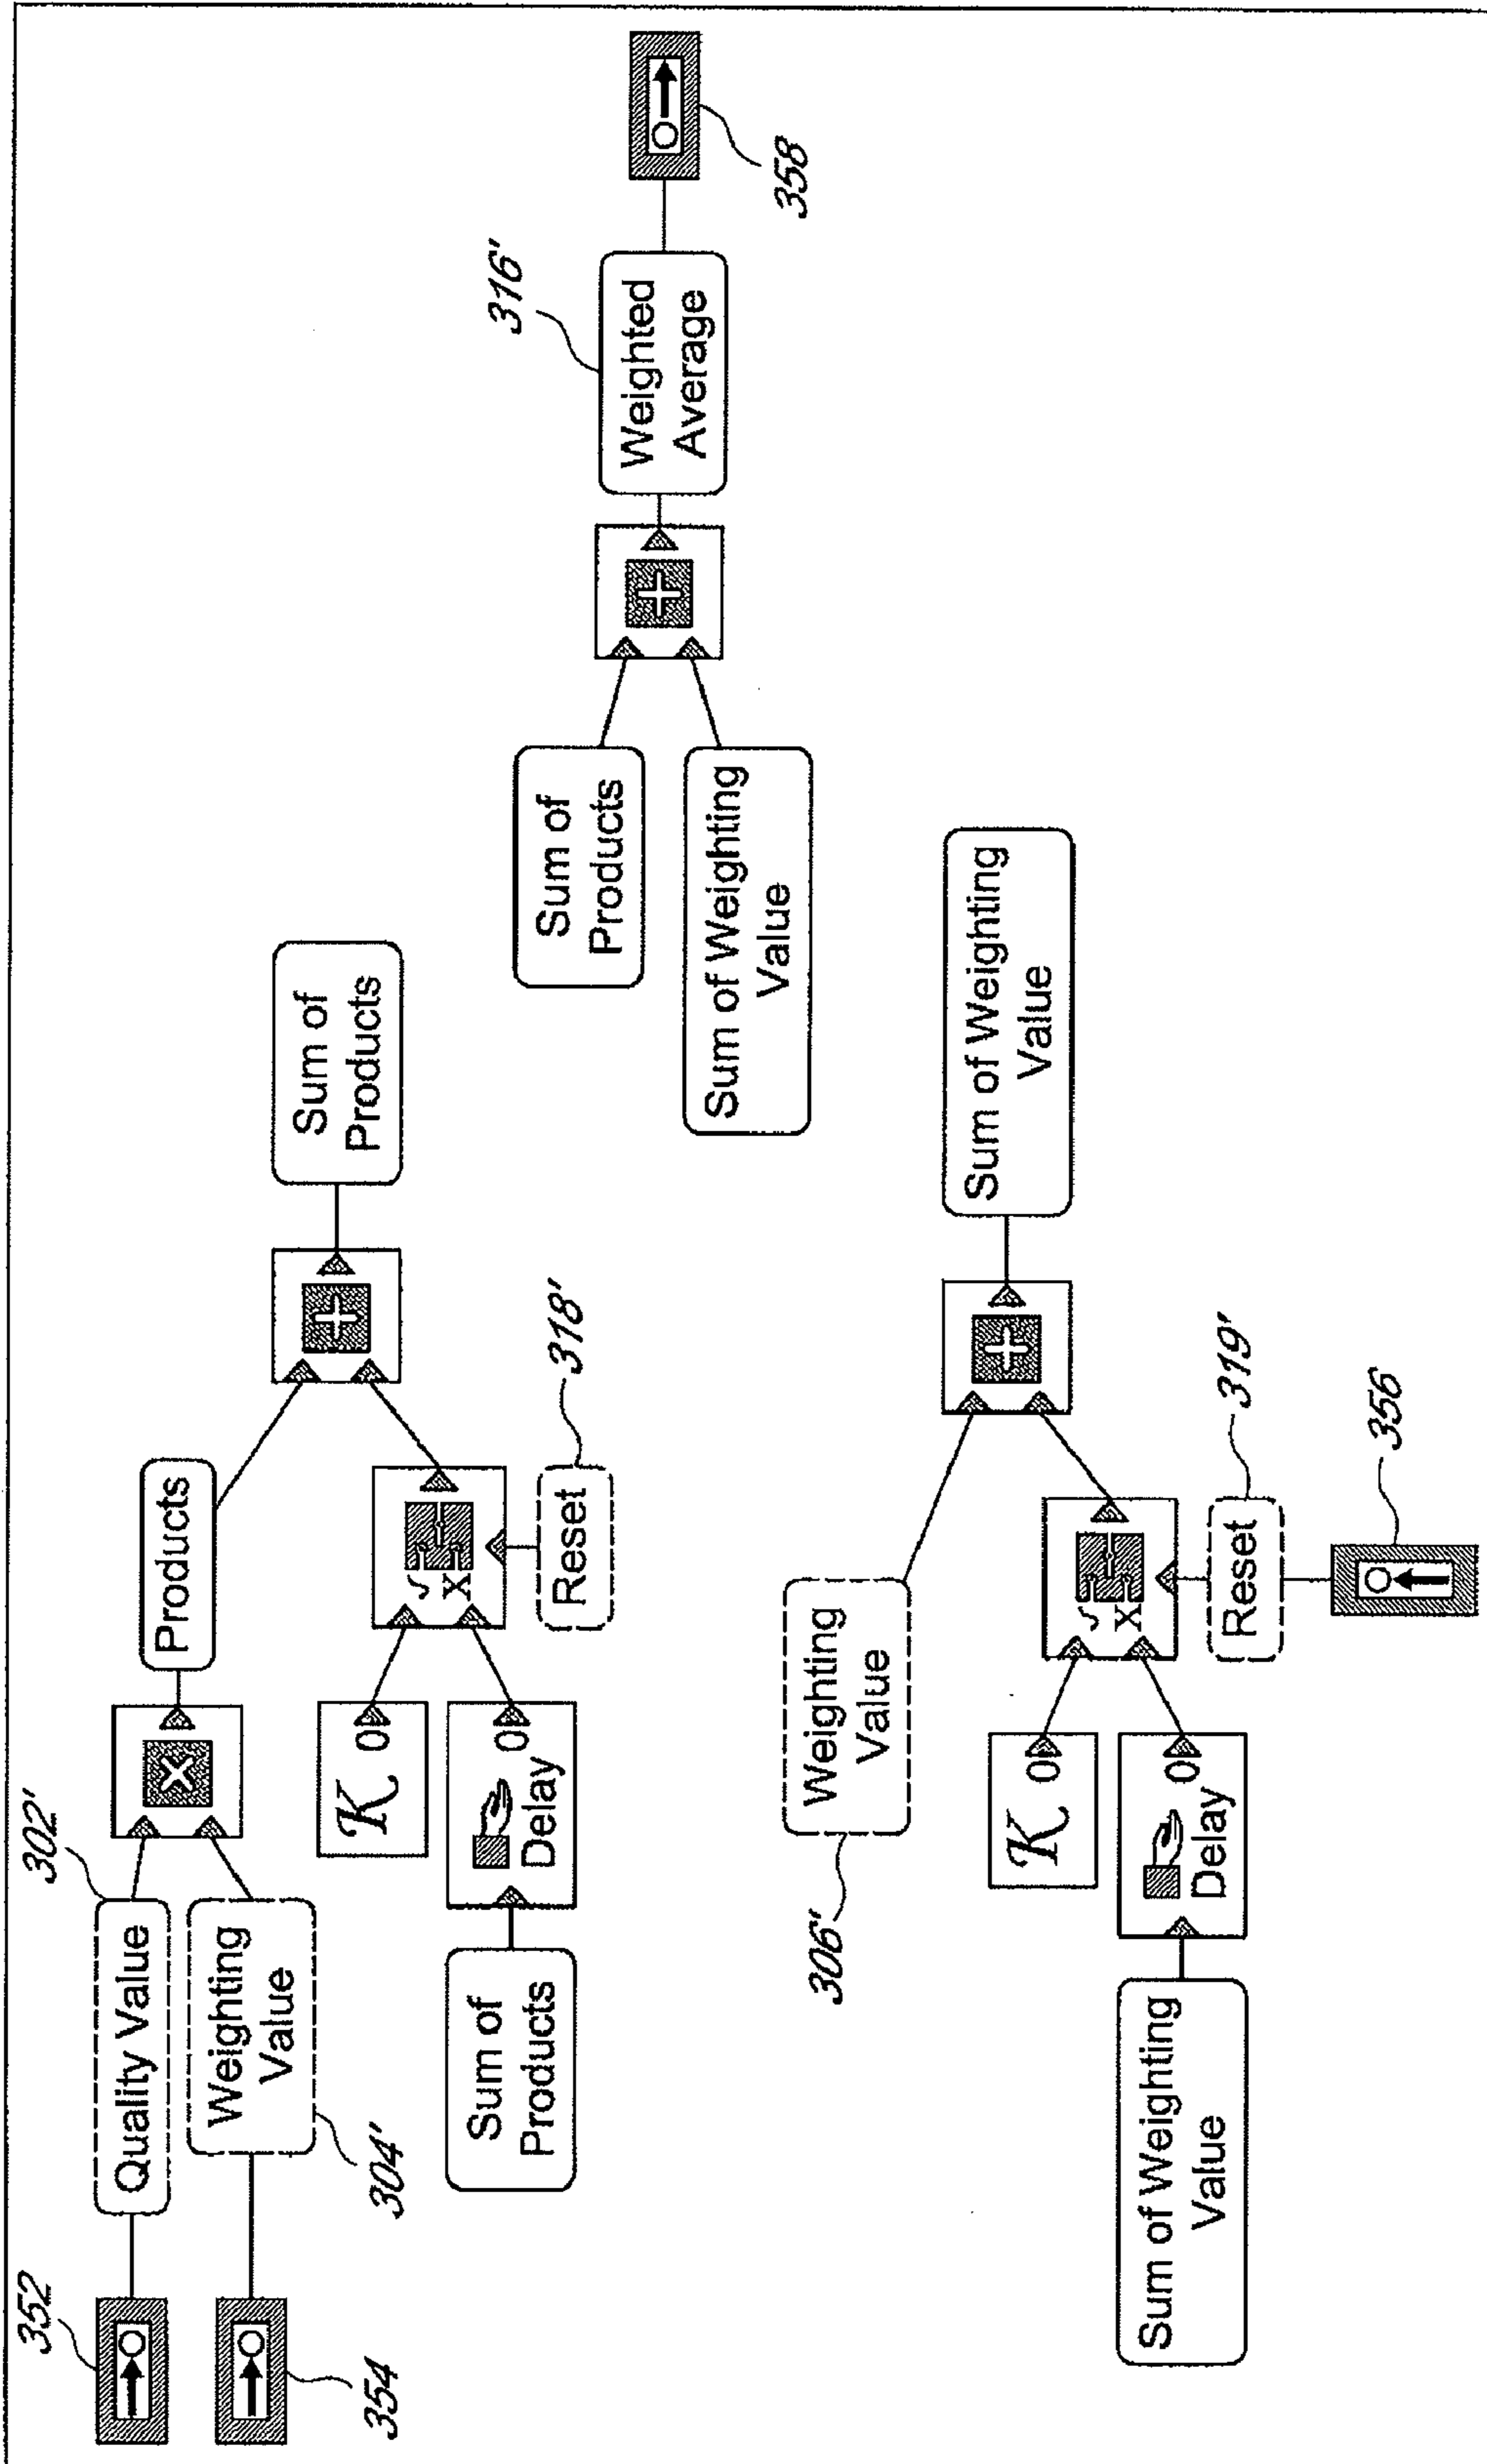 352
302'
Quality Value
Products
354
Weighting
Value
304'
Sum of
Products
K 0
0
Delay
Sum of
Products
S
X
Reset
318'
Sum of
Products
Sum of Weighting
Value
316'
Weighted
Average
358
306'
Weighting
Value
Sum of Weighting
Value
K 0
0
Delay
Sum of Weighting
Value
S
X
Reset
319'
356